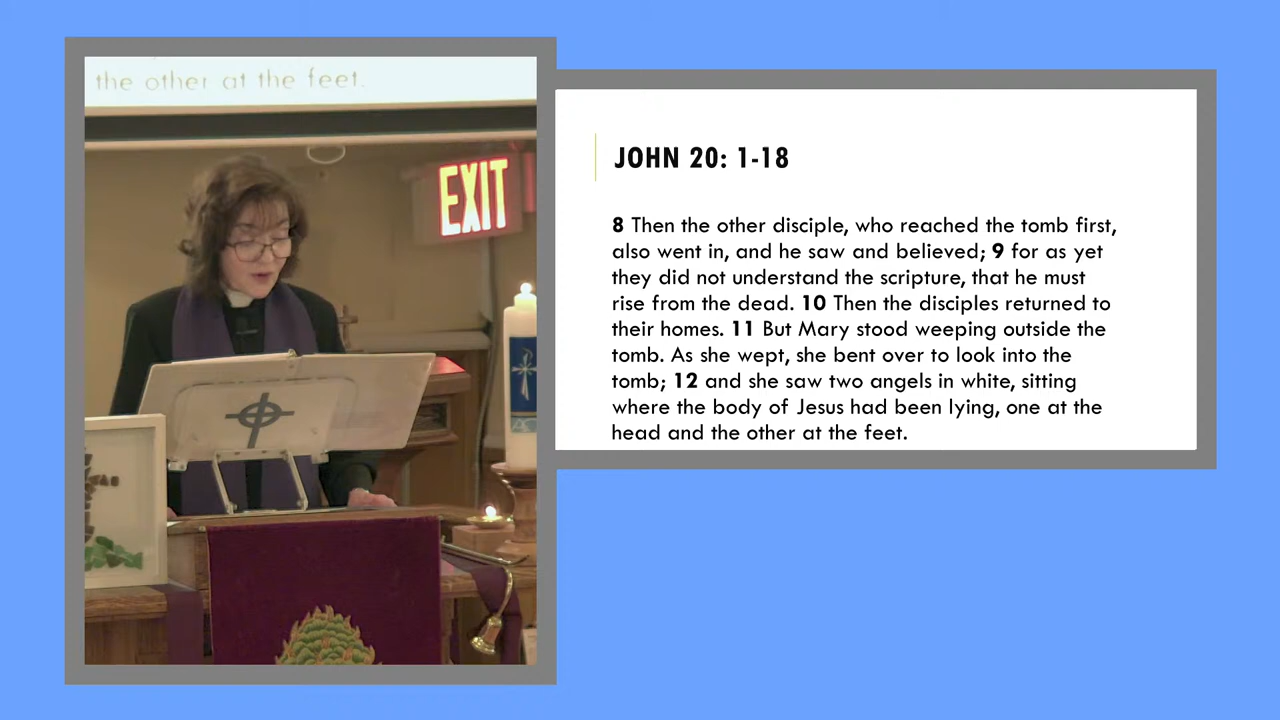 the other at the feet.
EXIT
JOHN 20: 1-18
8 Then the other disciple, who reached the tomb first,
also went in, and he saw and believed; 9 for as yet
they did not understand the scripture, that he must
rise from the dead. 10 Then the disciples returned to
their homes. 11 But Mary stood weeping outside the
tomb. As she wept, she bent over to look into the
tomb; 12 and she saw two angels in white, sitting
where the body of Jesus had been lying, one at the
head and the other at the feet.